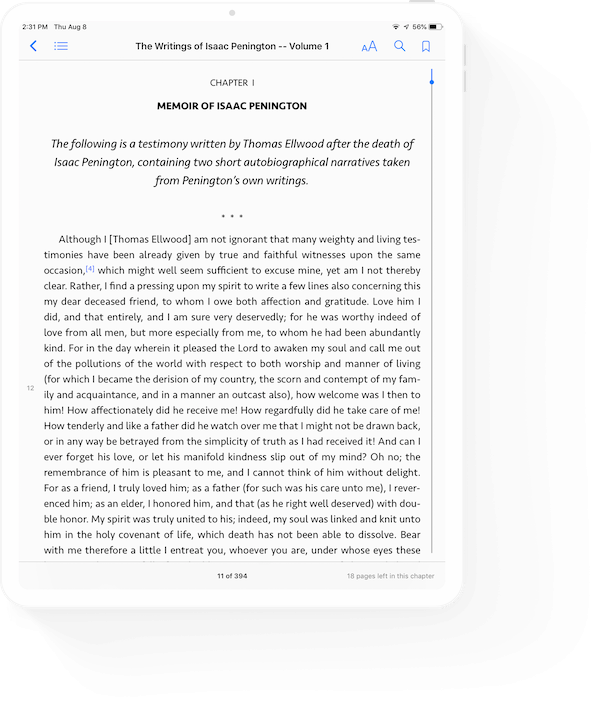 2:31 PM Thu Aug 8
56%
The Writings of Isaac Penington -- Volume 1
AA
CHAPTER I
MEMOIR OF ISAAC PENINGTON
The following is a testimony written by Thomas Ellwood after the death of
Isaac Penington, containing two short autobiographical narratives taken
from Penington's own writings.
* * *
Although I [Thomas Ellwood] am not ignorant that many weighty and living tes-
timonies have been already given by true and faithful witnesses upon the same
occasion,[4] which might well seem sufficient to excuse mine, yet am I not thereby
clear. Rather, I find a pressing upon my spirit to write a few lines also concerning this
my dear deceased friend, to whom I owe both affection and gratitude. Love him I
did, and that entirely, and I am sure very deservedly; for he was worthy indeed of
love from all men, but more especially from me, to whom he had been abundantly
kind. For in the day wherein it pleased the Lord to awaken my soul and call me out
of the pollutions of the world with respect to both worship and manner of living
(for which I became the derision of my country, the scorn and contempt of my fam-
12
ily and acquaintance, and in a manner an outcast also), how welcome was I then to
him! How affectionately did he receive me! How regardfully did he take care of me!
How tenderly and like a father did he watch over me that I might not be drawn back,
or in any way be betrayed from the simplicity of truth as I had received it! And can I
ever forget his love, or let his manifold kindness slip out of my mind? Oh no; the
remembrance of him is pleasant to me, and I cannot think of him without delight.
For as a friend, I truly loved him; as a father (for such was his care unto me), I rever-
enced him; as an elder, I honored him, and that (as he right well deserved) with dou-
ble honor. My spirit was truly united to his; indeed, my soul was linked and knit unto
him in the holy covenant of life, which death has not been able to dissolve. Bear
with me therefore a little I entreat you, whoever you are, under whose eyes these
11 of 394
18 pages left in this chapter